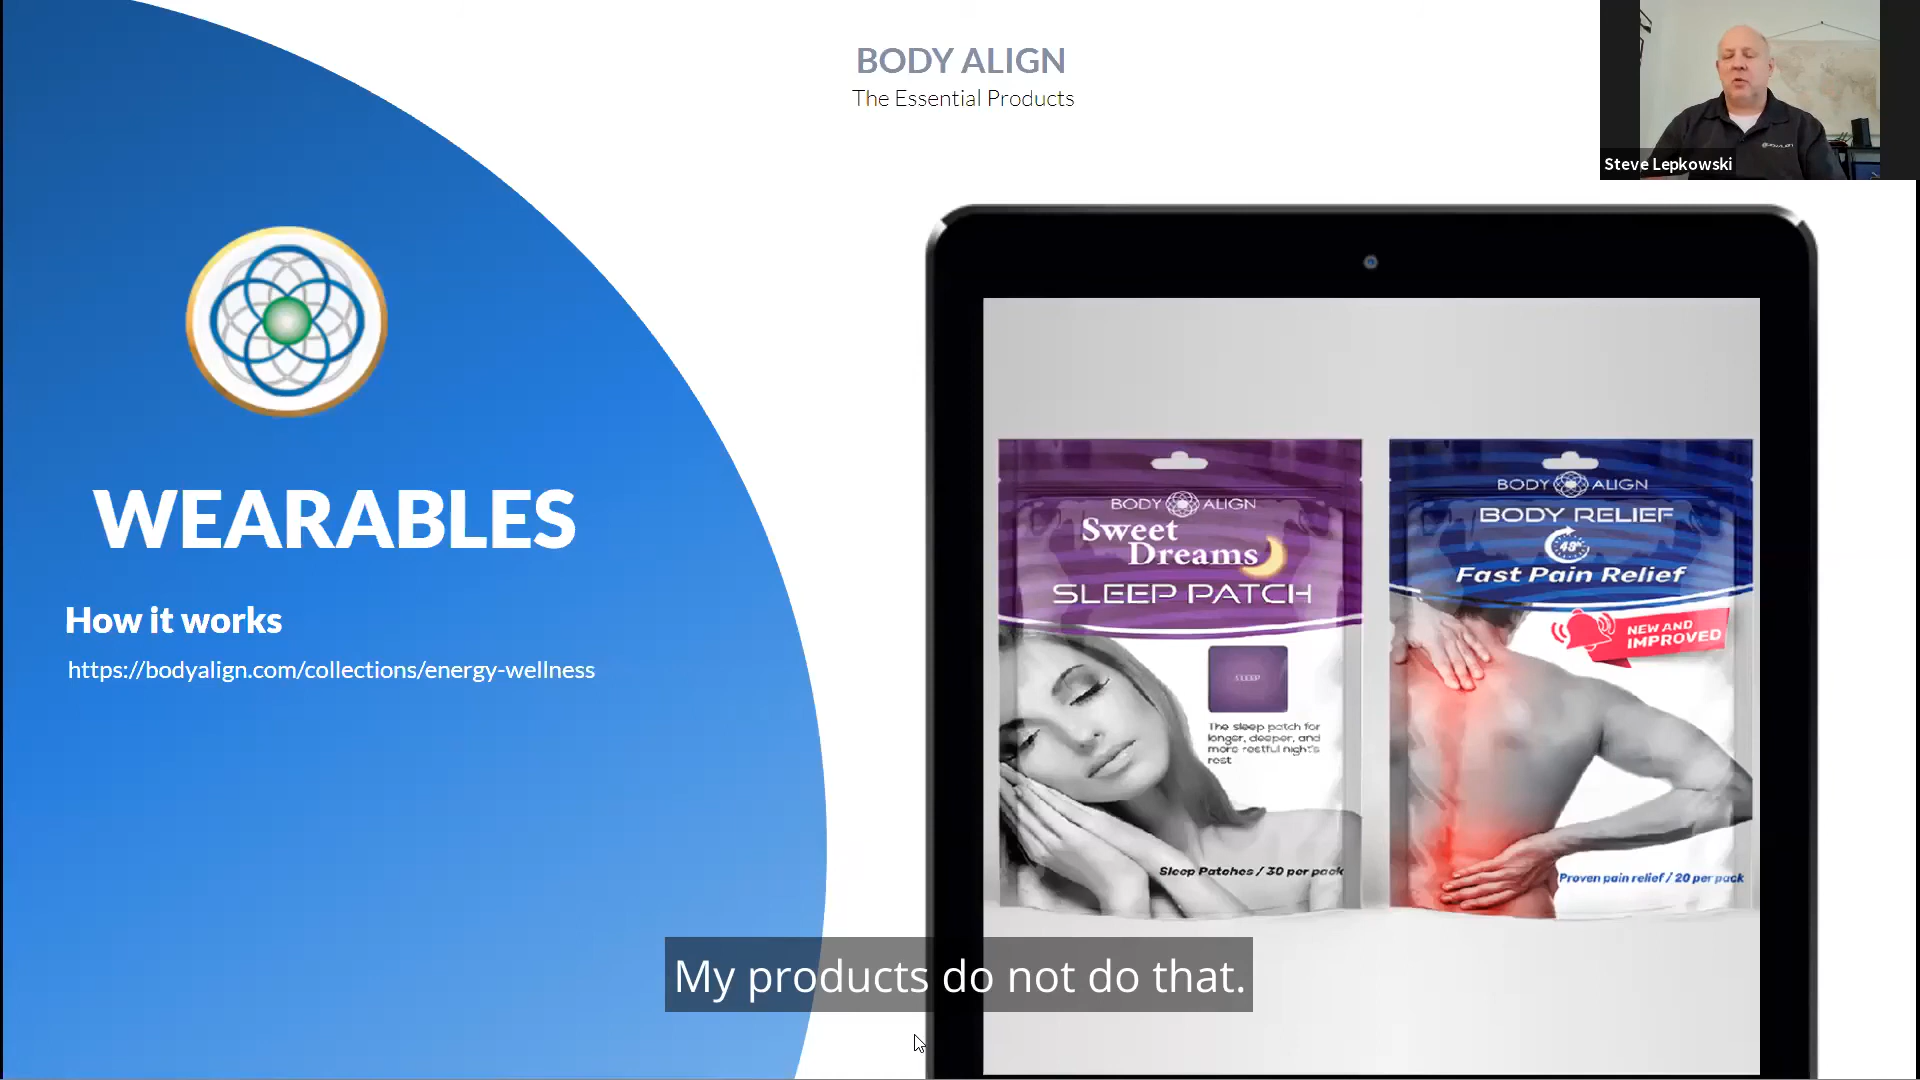 BODY ALIGN
The Essential Products
Steve Lepkowski
WEARABLES
How it works
https://bodyalign.com/collections/energy-wellness
BODY ALIGN
Sweet
Dreams
SLEEP PATCH
SLEEP
The sleep patch for
longer, deeper, and
more restful night's
rest
Sleep Patches / 30 per pack
BODY ALIGN
BODY RELIEF
48
Fast Pain Relief
NEW AND
IMPROVED
Proven pain relief / 20 per pack
My products do not do that.